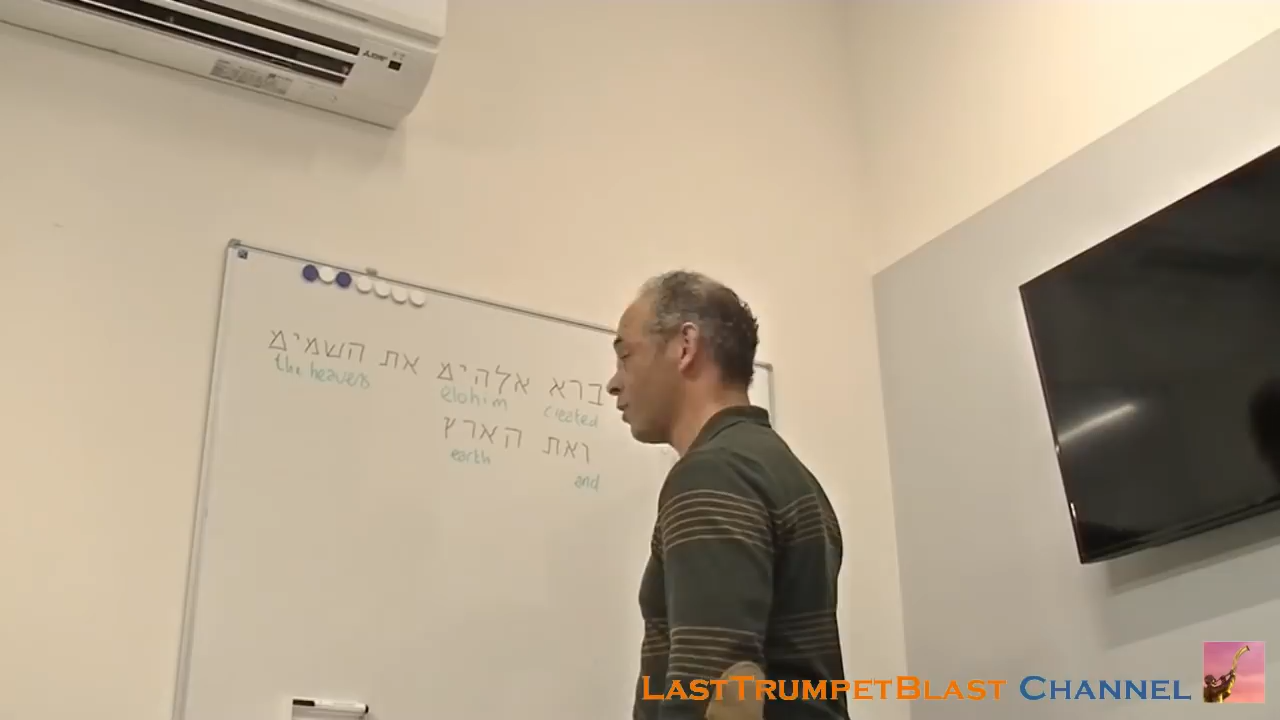 ברא אלהימ את השמימ
created elohim the heavens
ואת הארץ
and earth
LastTrumpetBlast Channel